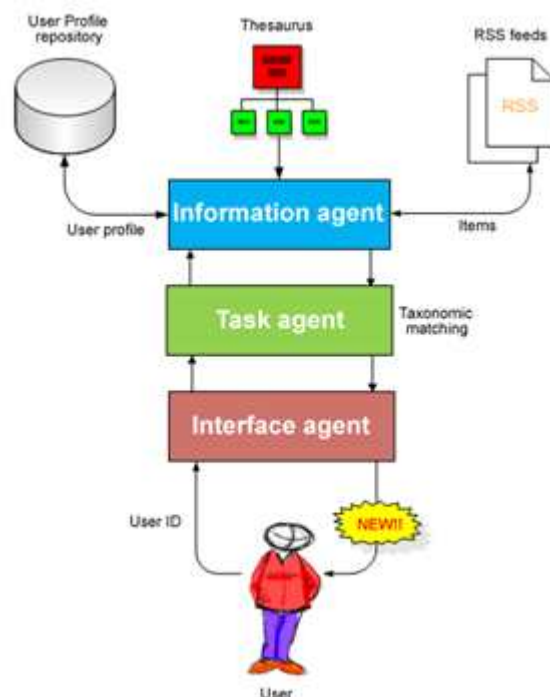 User Profile
repository
Thesaurus
RSS feeds
RSS
Information agent
User profile
Items
Task agent
Taxonomic
matching
Interface agent
User ID
NEW!!
User